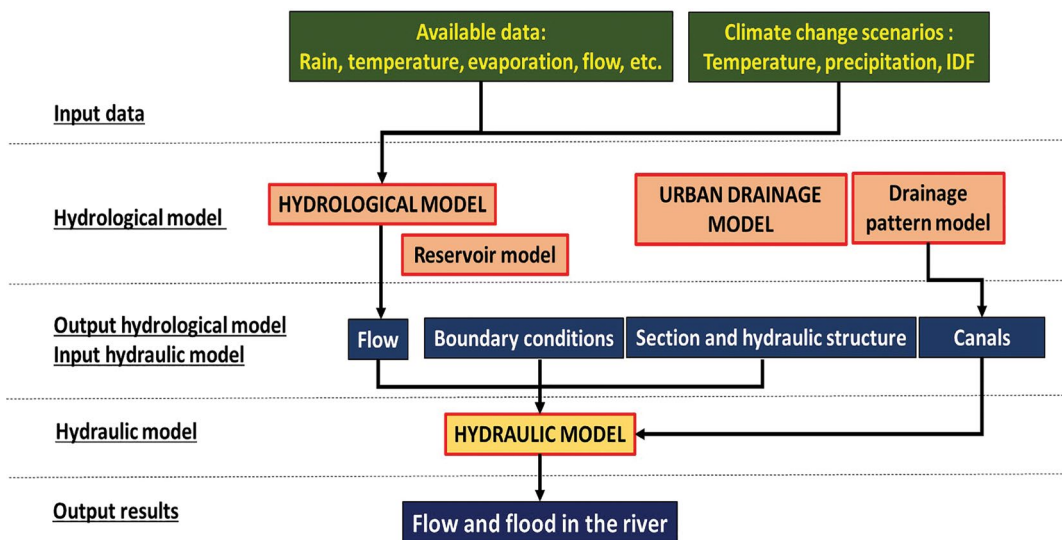 Available data:
Rain, temperature, evaporation, flow, etc.
Climate change scenarios :
Temperature, precipitation, IDF
Input data
Hydrological model
HYDROLOGICAL MODEL
Reservoir model
URBAN DRAINAGE
MODEL
Drainage
pattern model
Output hydrological model
Input hydraulic model
Flow
Boundary conditions
Section and hydraulic structure
Canals
Hydraulic model
HYDRAULIC MODEL
Output results
Flow and flood in the river